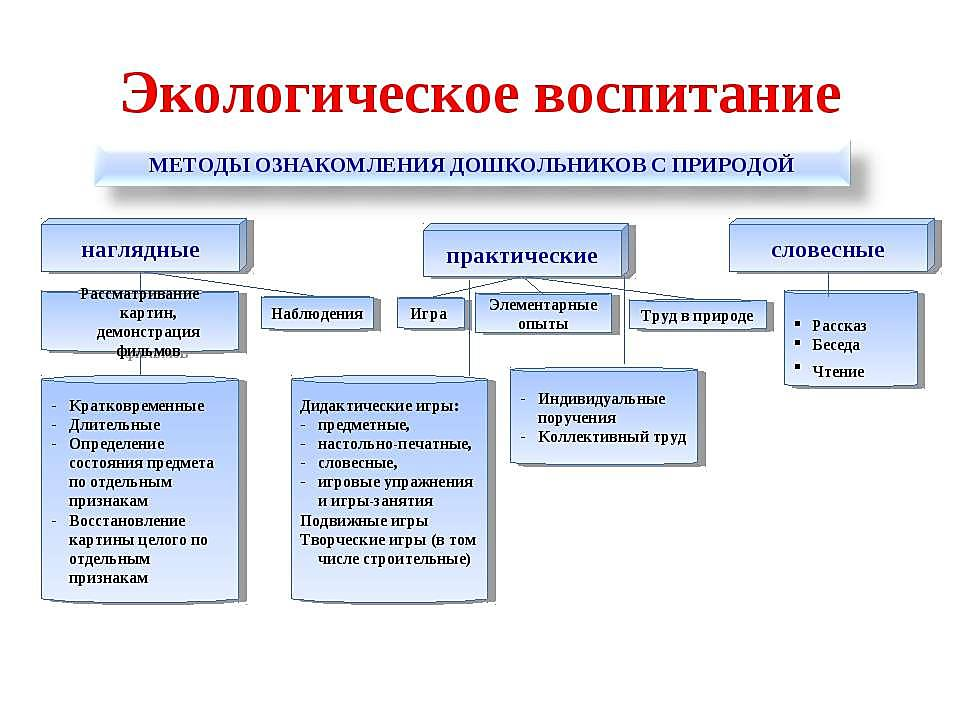 Экологическое воспитание
МЕТОДЫ ОЗНАКОМЛЕНИЯ ДОШКОЛЬНИКОВ С ПРИРОДОЙ
наглядные
практические
словесные
Рассматривание
картин,
демонстрация
фильмов
Наблюдения
Игра
Элементарные
опыты
Труд в природе
▪ Рассказ
▪ Беседа
▪ Чтение
- Кратковременные
- Длительные
- Определение
состояния предмета
по отдельным
признакам
- Восстановление
картины целого по
отдельным
признакам
Дидактические игры:
- предметные,
- настольно-печатные,
- словесные,
- игровые упражнения
и игры-занятия
Подвижные игры
Творческие игры (в том
числе строительные)
- Индивидуальные
поручения
- Коллективный труд